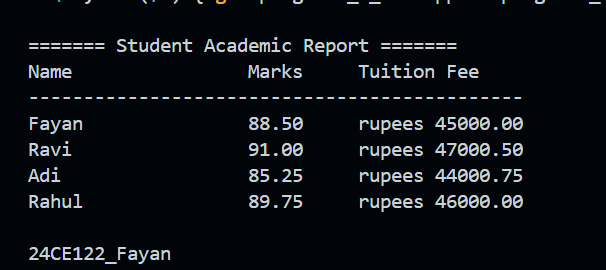 ======= Student Academic Report =======
Name Marks Tuition Fee
---------------------------------------------
Fayan 88.50 rupees 45000.00
Ravi 91.00 rupees 47000.50
Adi 85.25 rupees 44000.75
Rahul 89.75 rupees 46000.00
24CE122_Fayan